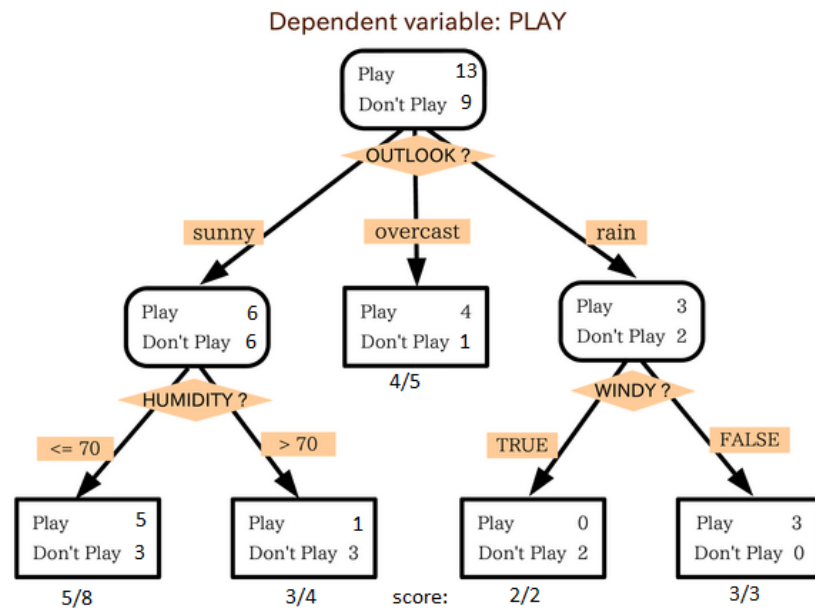 Dependent variable: PLAY
Play 13
Don't Play 9
OUTLOOK ?
sunny
overcast
rain
Play 6
Don't Play 6
Play 4
Don't Play 1
Play 3
Don't Play 2
4/5
HUMIDITY ?
WINDY ?
<= 70
> 70
TRUE
FALSE
Play 5
Don't Play 3
Play 1
Don't Play 3
Play 0
Don't Play 2
Play 3
Don't Play 0
5/8
3/4
score:
2/2
3/3